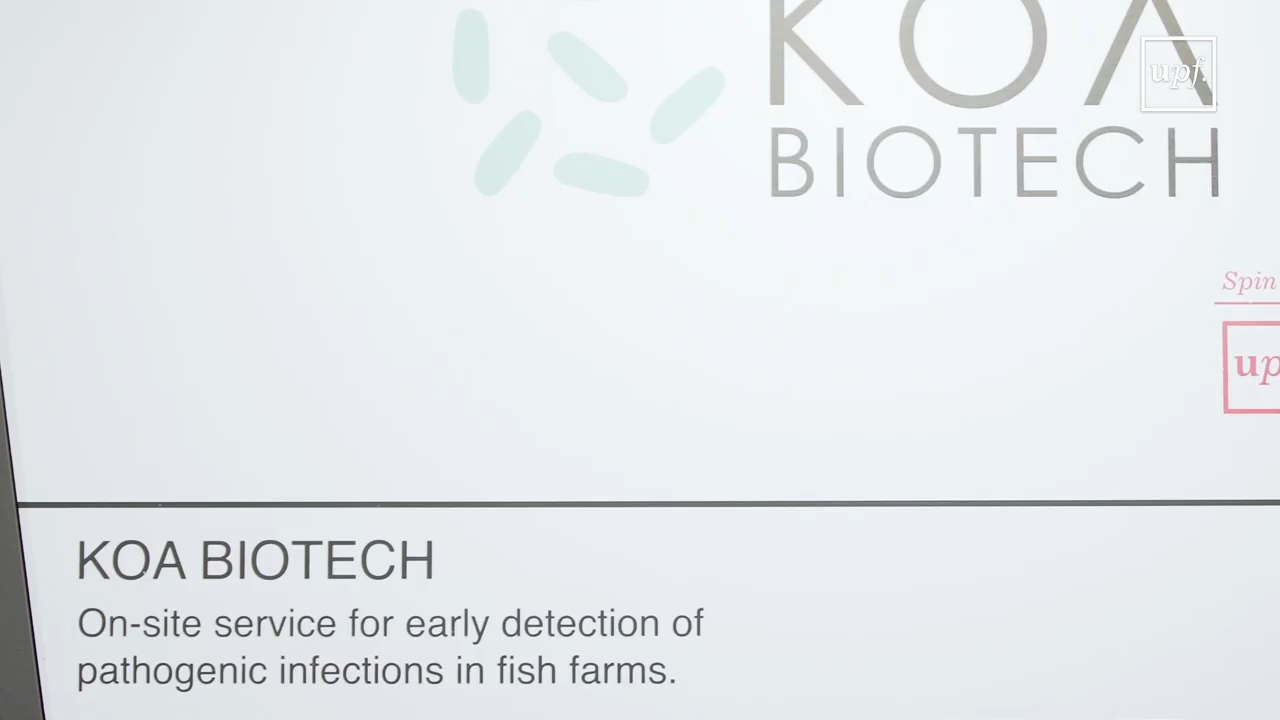 KOA
upf.
BIOTECH
Spin
up
KOA BIOTECH
On-site service for early detection of
pathogenic infections in fish farms.